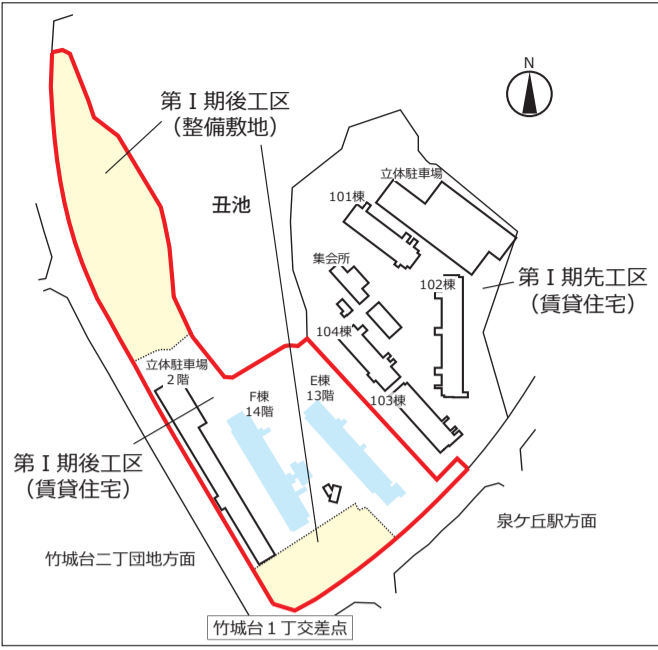 N
第Ⅰ期後工区
（整備敷地）
丑池
立体駐車場
101棟
集会所
102棟
第Ⅰ期先工区
（賃貸住宅）
104棟
103棟
立体駐車場
２階
F棟
14階
E棟
13階
第Ⅰ期後工区
（賃貸住宅）
泉ケ丘駅方面
竹城台二丁団地方面
竹城台１丁交差点